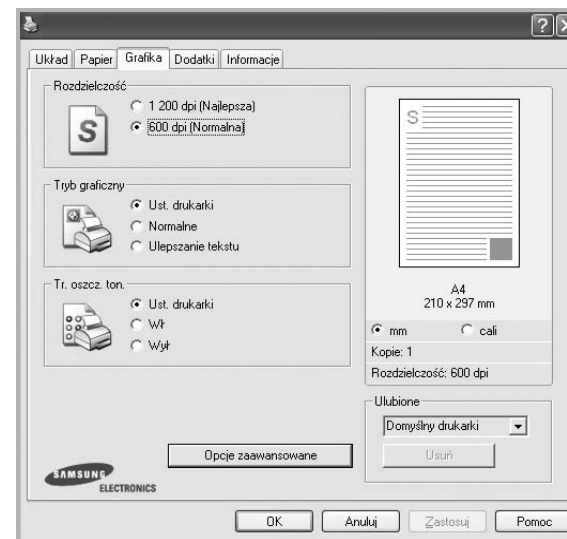 Układ
Papier
Grafika
Dodatki
Informacje
Rozdzielczość
1 200 dpi (Najlepsza)
600 dpi (Normalna)
S
Tryb graficzny
Ust. drukarki
Normalne
Ulepszanie tekstu
Tr. oszcz. ton.
Ust. drukarki
Wł
Wył
S
A4
210 x 297 mm
mm
cali
Kopie: 1
Rozdzielczość: 600 dpi
Ulubione
Domyślny drukarki
Usuń
Opcje zaawansowane
SAMSUNG
ELECTRONICS
OK
Anuluj
Zastosuj
Pomoc